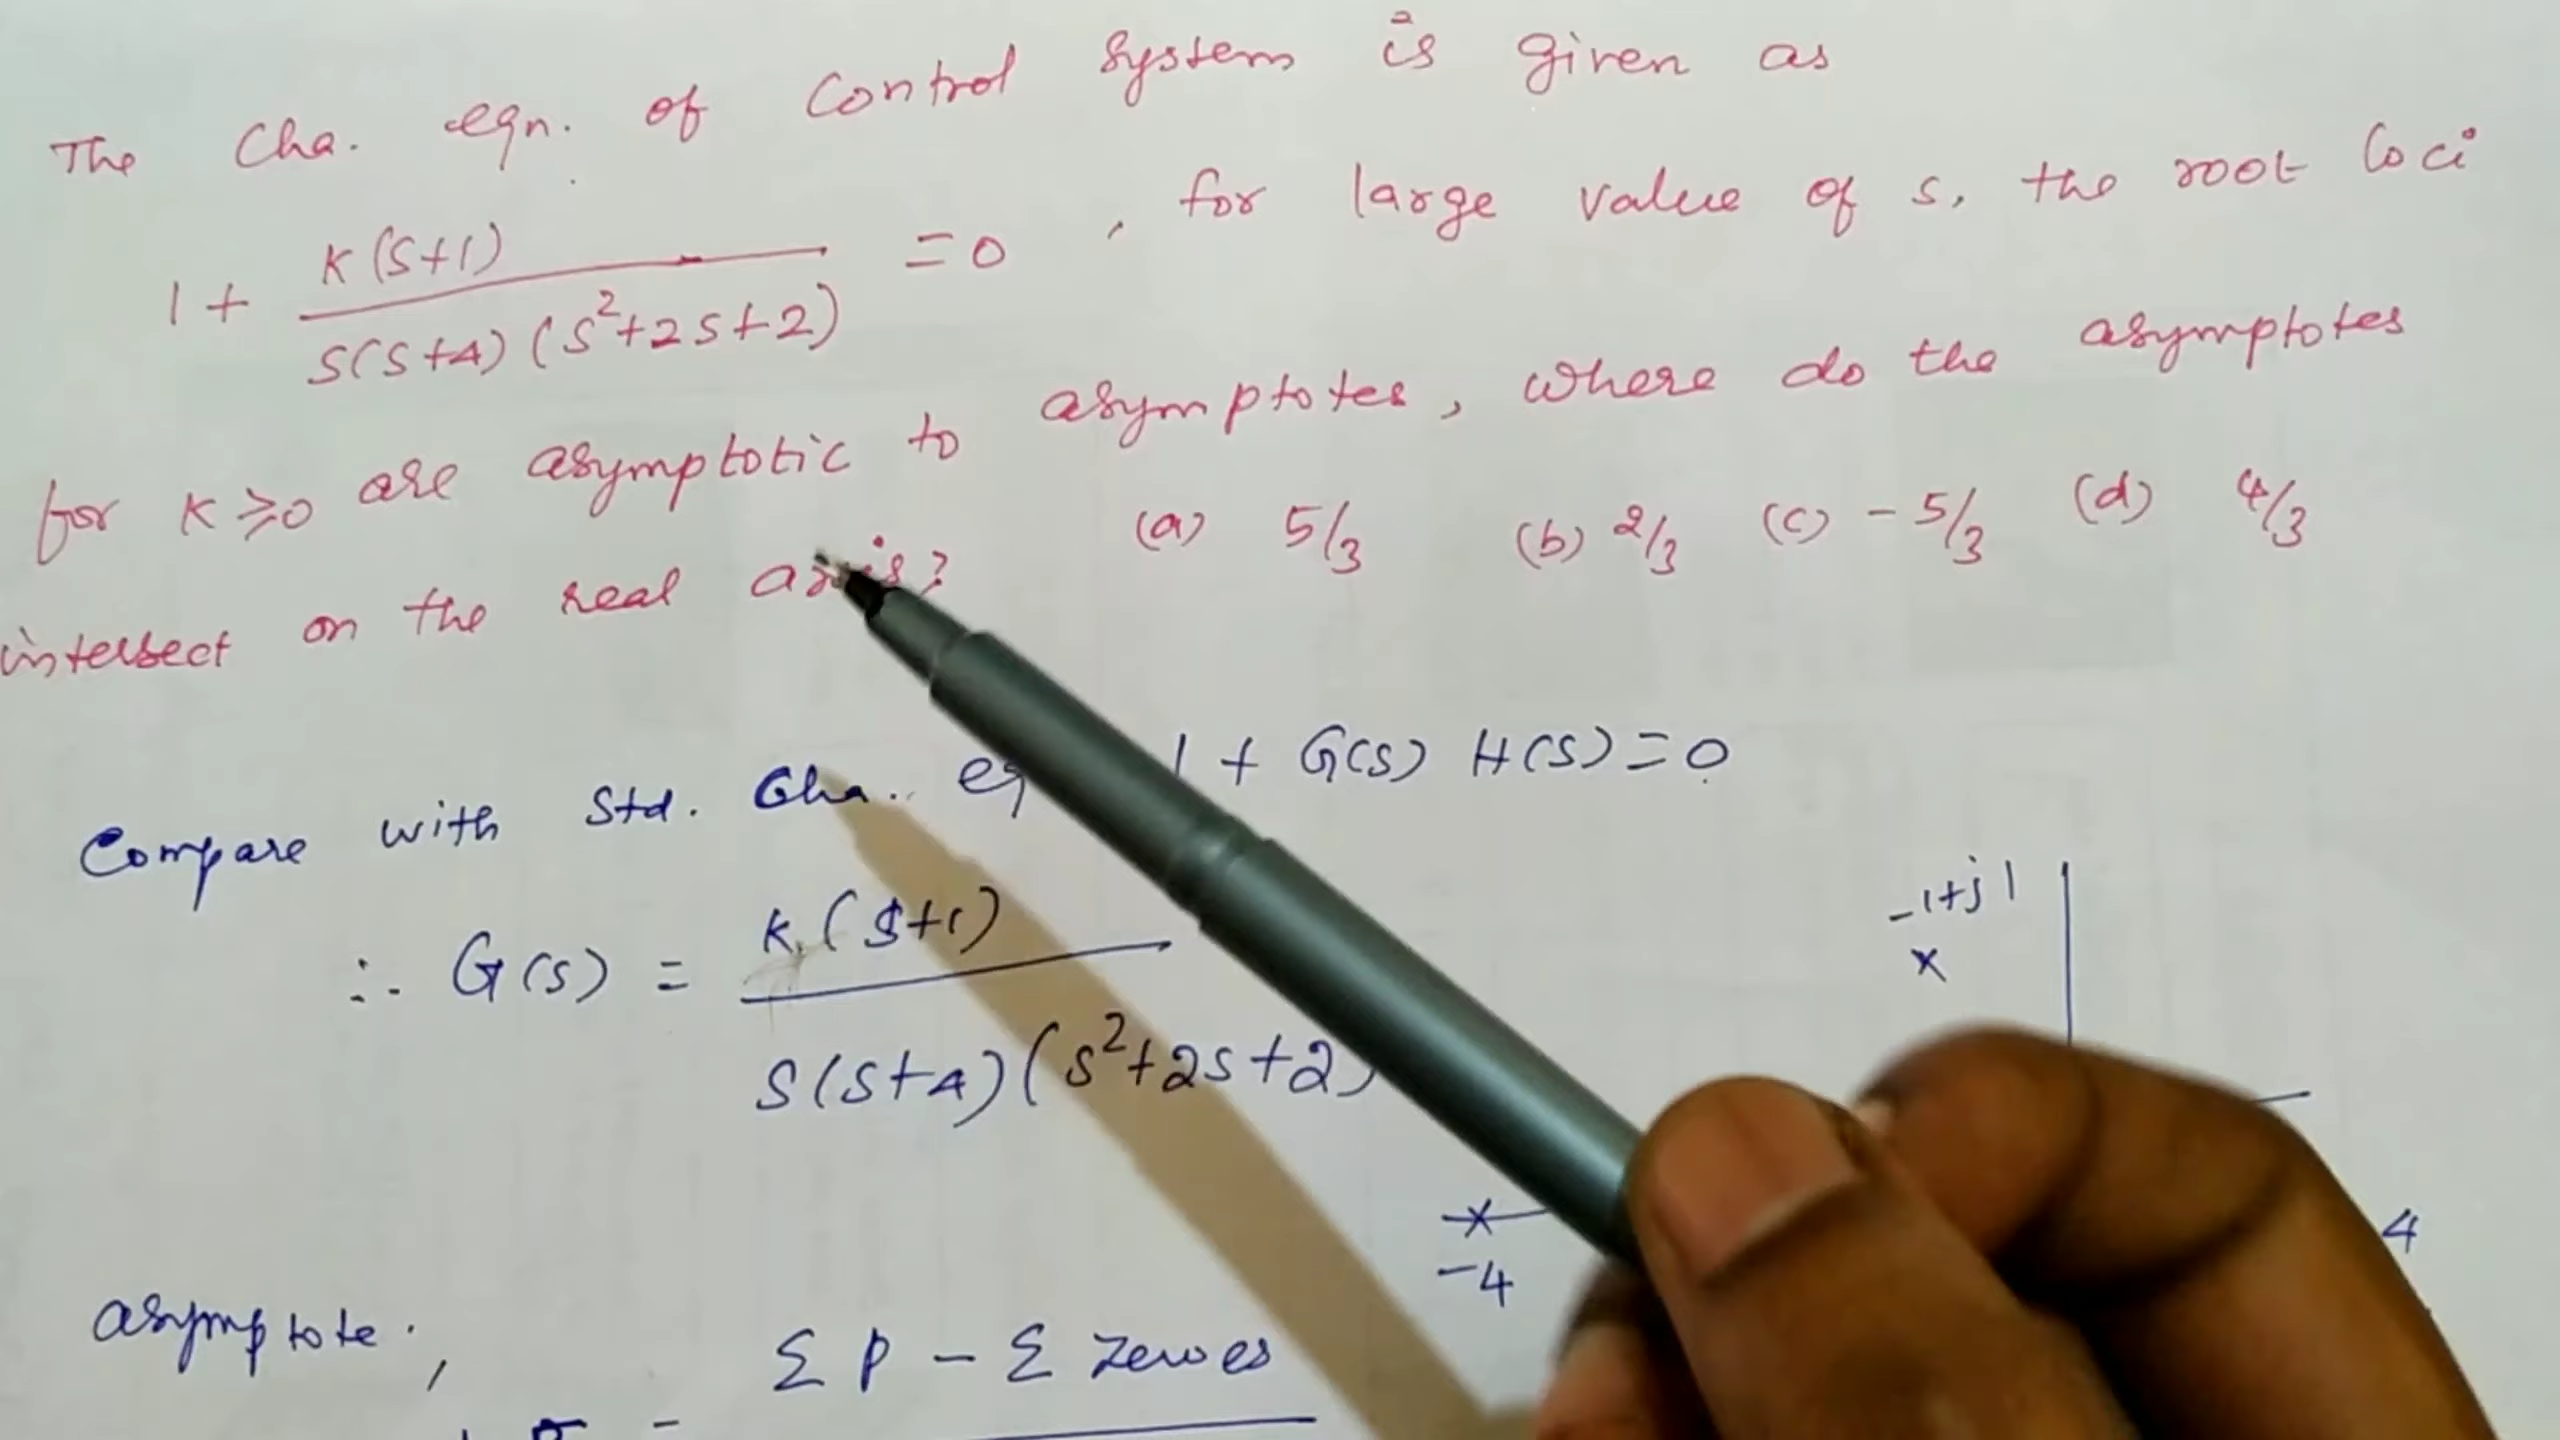 The Cha. eqn. of Control System is given as
1 + K(S+1) / S(S+4)(S²+2S+2) = 0 , for large value of s, the root loci
for K ≥ 0 are asymptotic to asymptotes, where do the asymptotes
intersect on the real axis? (a) 5/3 (b) 2/3 (c) -5/3 (d) 4/3
Compare with Std. Cha. 1 + G(S) H(S) = 0
∴ G(S) = K(S+1) / S(S+4)(S²+2S+2)
-1+j1
x
x
-4
4
asymptote,
Σ P - Σ Zeroes